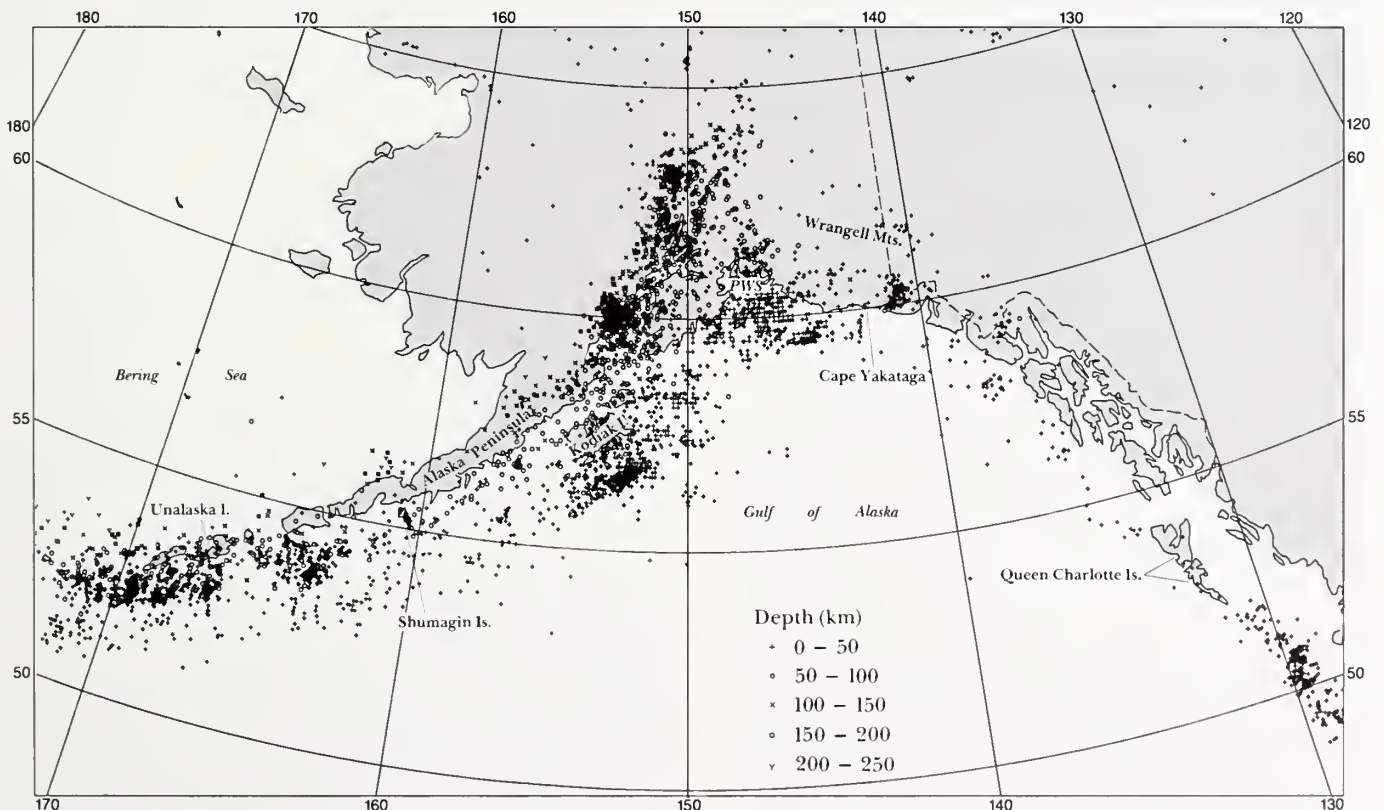 180 170 160 150 140 130 120
180
120
60
60
Wrangell Mts.
PWS
Bering Sea
Cape Yakataga
55
55
Kodiak I.
Alaska Peninsula
Unalaska I.
Gulf of Alaska
Queen Charlotte Is.
Shumagin Is.
Depth (km)
+ 0 – 50
o 50 – 100
x 100 – 150
o 150 – 200
Y 200 – 250
50
50
170 160 150 140 130